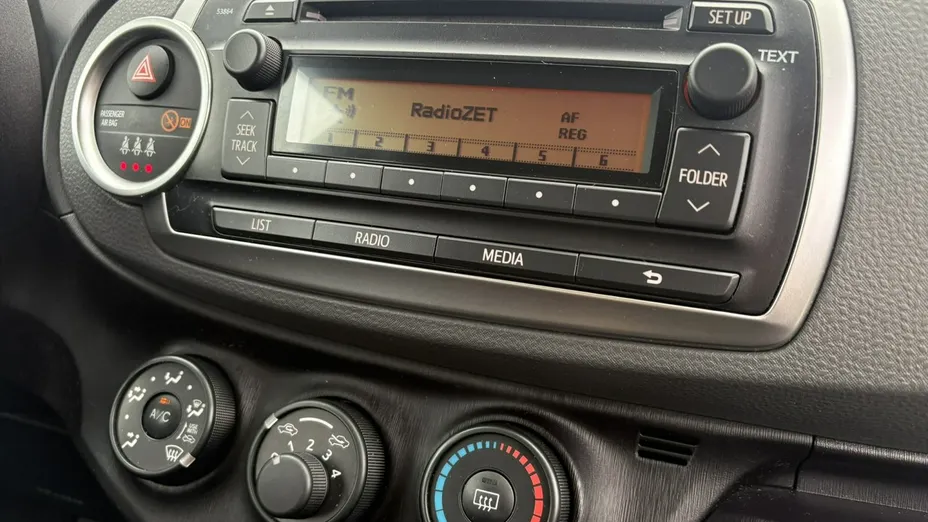 53864
SET UP
TEXT
PASSENGER
AIR BAG
ON
SEEK
TRACK
FM
RadioZET
AF
REG
1 2 3 4 5 6
FOLDER
LIST
RADIO
MEDIA
A/C
1 2 3 4